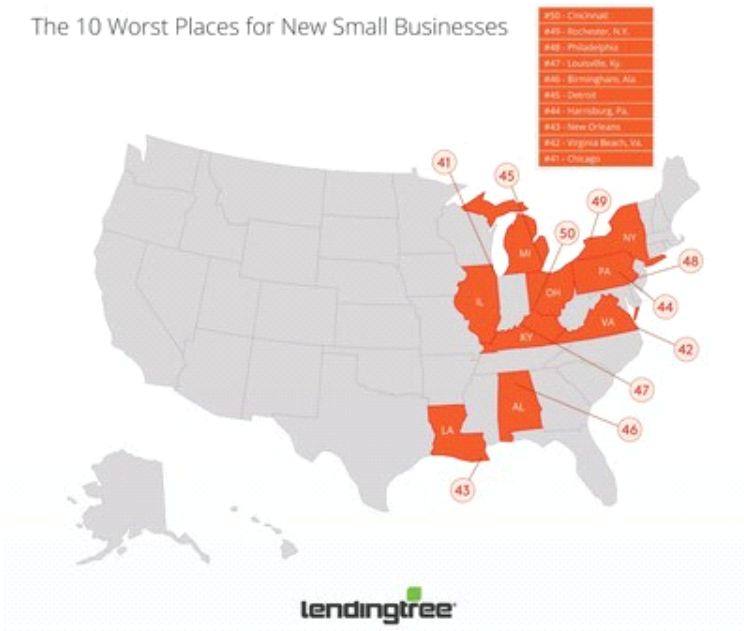 The 10 Worst Places for New Small Businesses
#50 - Cincinnati
#49 - Rochester, N.Y.
#48 - Philadelphia
#47 - Louisville, Ky.
#46 - Birmingham, Ala.
#45 - Detroit
#44 - Harrisburg, Pa.
#43 - New Orleans
#42 - Virginia Beach, Va.
#41 - Chicago
41
45
49
50
NY
MI
48
PA
OH
IL
44
VA
KY
42
47
AL
46
LA
43
lendingtree